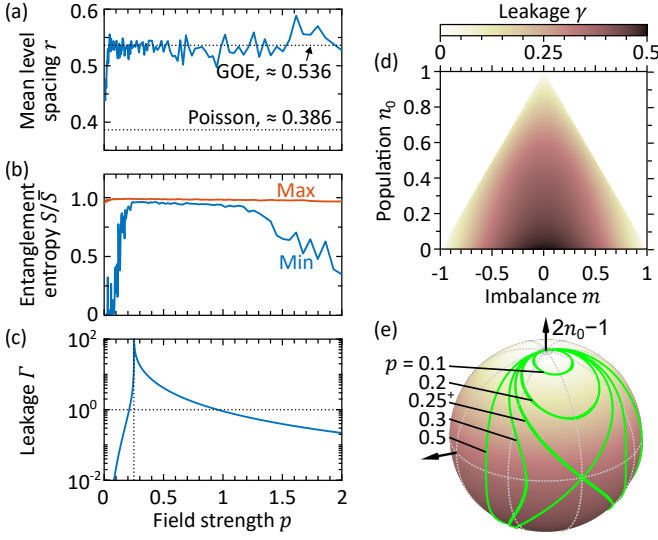 (a)
Mean level
spacing r
0.6
0.5
0.4
GOE, ≈ 0.536
Poisson, ≈ 0.386
(b)
Entanglement
entropy S/S̅
1.0
0.5
0
Max
Min
(c)
Leakage Γ
10²
10⁰
10⁻²
0 0.5 1 1.5 2
Field strength p
Leakage γ
0 0.25 0.5
(d)
Population n₀
1
0.8
0.6
0.4
0.2
0
-1 -0.5 0 0.5 1
Imbalance m
(e)
2n₀−1
p = 0.1
0.2
0.25⁺
0.3
0.5